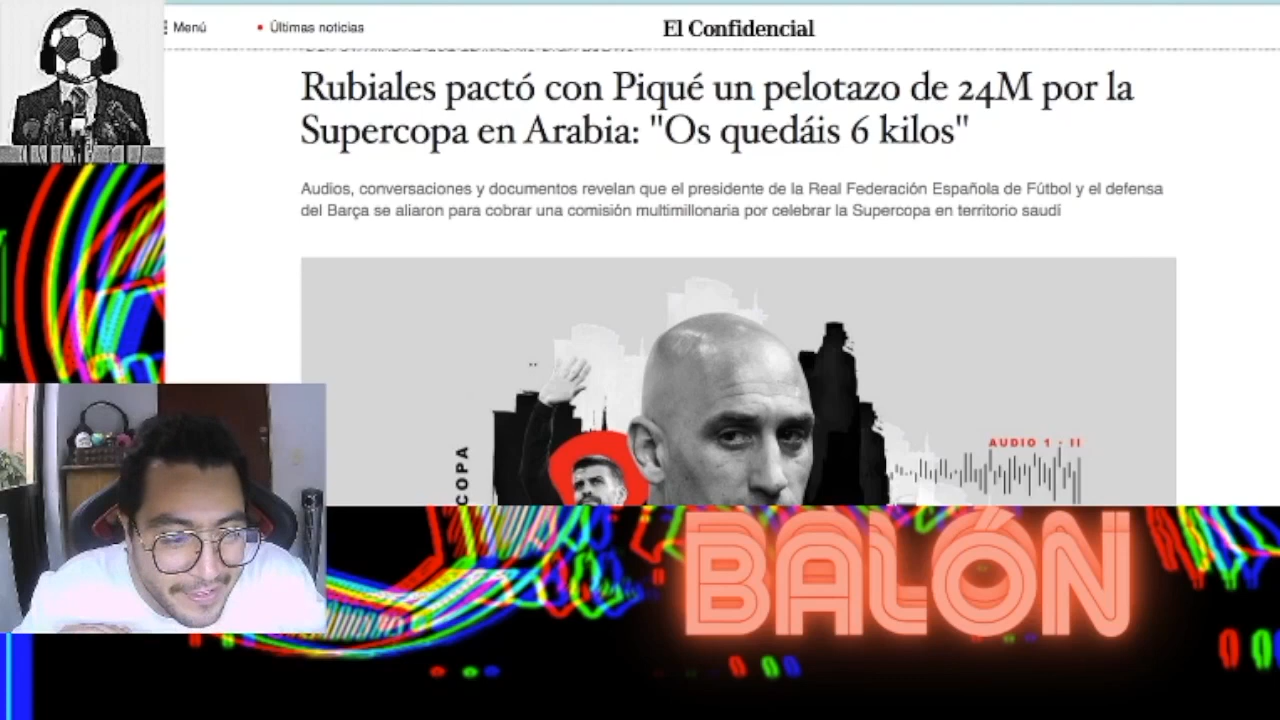 Menú
Últimas noticias
El Confidencial
Rubiales pactó con Piqué un pelotazo de 24M por la
Supercopa en Arabia: "Os quedáis 6 kilos"
Audios, conversaciones y documentos revelan que el presidente de la Real Federación Española de Fútbol y el defensa
del Barça se aliaron para cobrar una comisión multimillonaria por celebrar la Supercopa en territorio saudí
COPA
AUDIO 1 · II
BALÓN